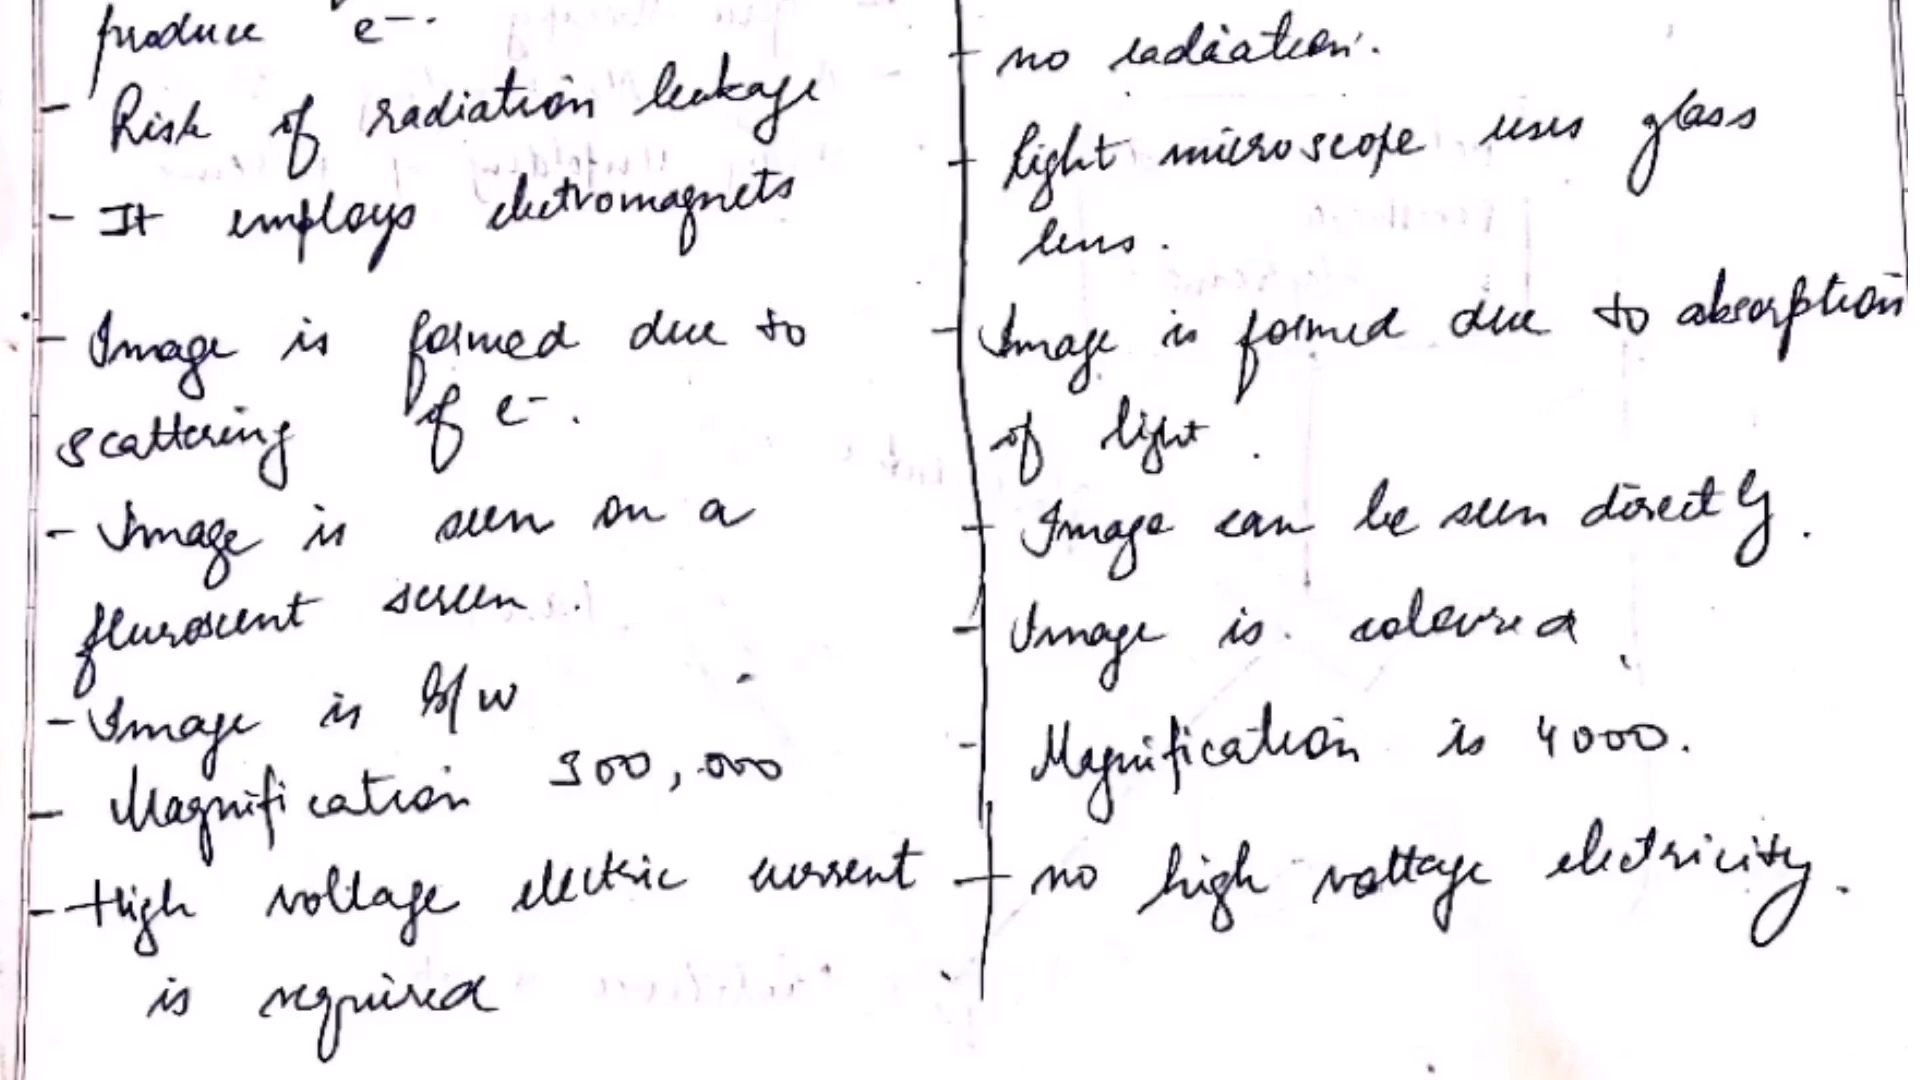 produce e-.
- Risk of radiation leakage
- It employs electromagnets
- Image is formed due to
scattering of e-.
- Image is seen on a
fluroscent screen.
- Image is B/W
- Magnification 300,000
- High voltage electric current
is required
- no radiation.
- light microscope uses glass
lens.
- Image is formed due to absorption
of light.
- Image can be seen directly.
- Image is coloured
- Magnification is 4000.
- no high voltage electricity.